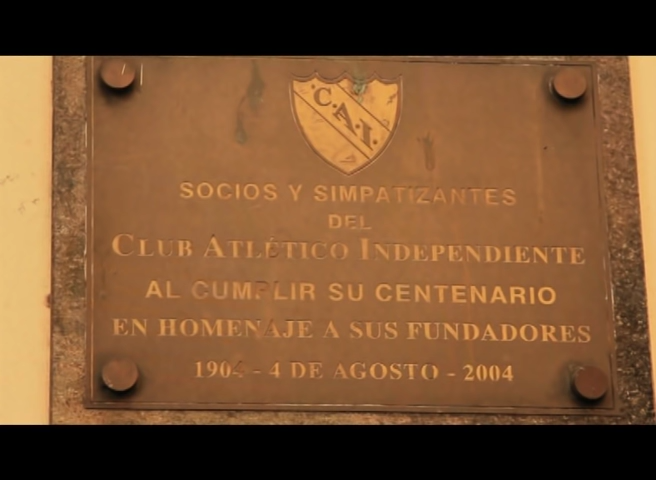 C.A.I.
SOCIOS Y SIMPATIZANTES
DEL
CLUB ATLÉTICO INDEPENDIENTE
AL CUMPLIR SU CENTENARIO
EN HOMENAJE A SUS FUNDADORES
1904 - 4 DE AGOSTO - 2004